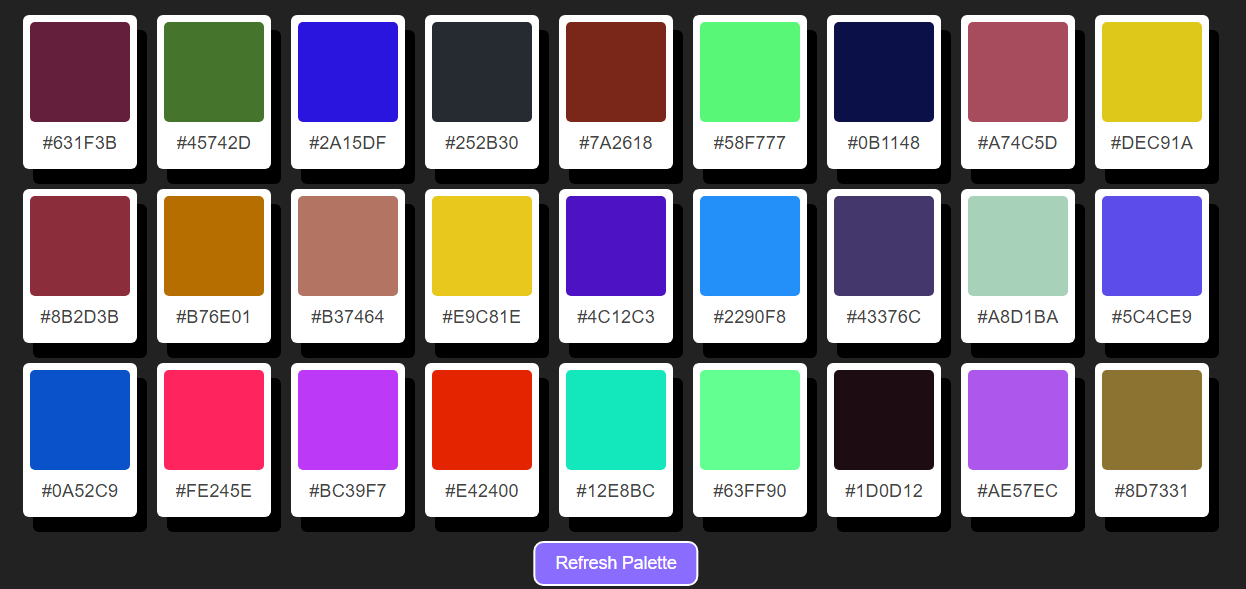 #631F3B #45742D #2A15DF #252B30 #7A2618 #58F777 #0B1148 #A74C5D #DEC91A
#8B2D3B #B76E01 #B37464 #E9C81E #4C12C3 #2290F8 #43376C #A8D1BA #5C4CE9
#0A52C9 #FE245E #BC39F7 #E42400 #12E8BC #63FF90 #1D0D12 #AE57EC #8D7331
Refresh Palette